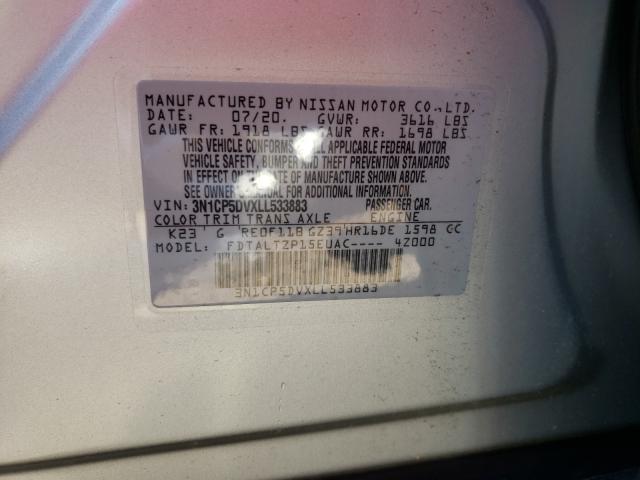 MANUFACTURED BY NISSAN MOTOR CO.,LTD.
DATE: 07/20. GVWR: 3616 LBS
GAWR FR: 1918 LBS GAWR RR: 1698 LBS
THIS VEHICLE CONFORMS TO ALL APPLICABLE FEDERAL MOTOR
VEHICLE SAFETY, BUMPER AND THEFT PREVENTION STANDARDS
IN EFFECT ON THE DATE OF MANUFACTURE SHOWN ABOVE.
SEE OWNER'S MANUAL FOR ADDITIONAL INFORMATION.
VIN: 3N1CP5DVXLL533883 PASSENGER CAR.
COLOR TRIM TRANS AXLE ENGINE
K23 G RE0F11B GZ39 HR16DE 1598 CC
MODEL: FDTALTZP15EUAC---- 4Z000
3N1CP5DVXLL533883